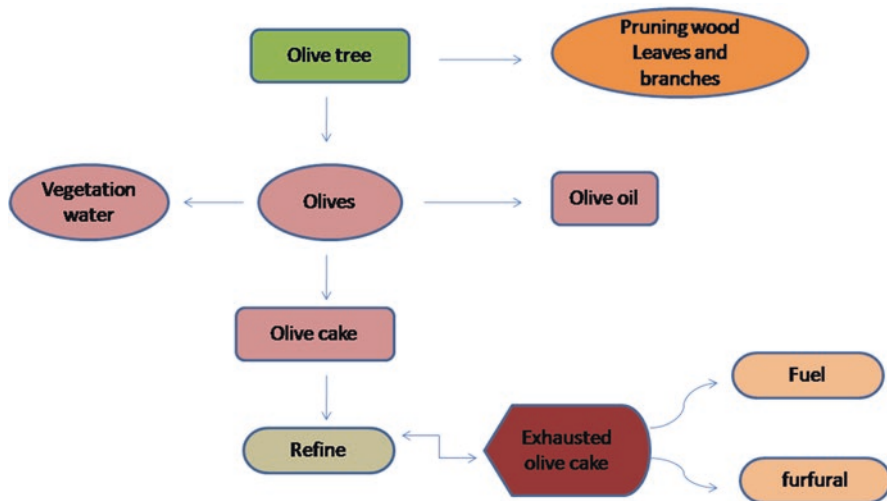 Olive tree
Pruning wood
Leaves and
branches
Vegetation
water
Olives
Olive oil
Olive cake
Refine
Exhausted
olive cake
Fuel
furfural